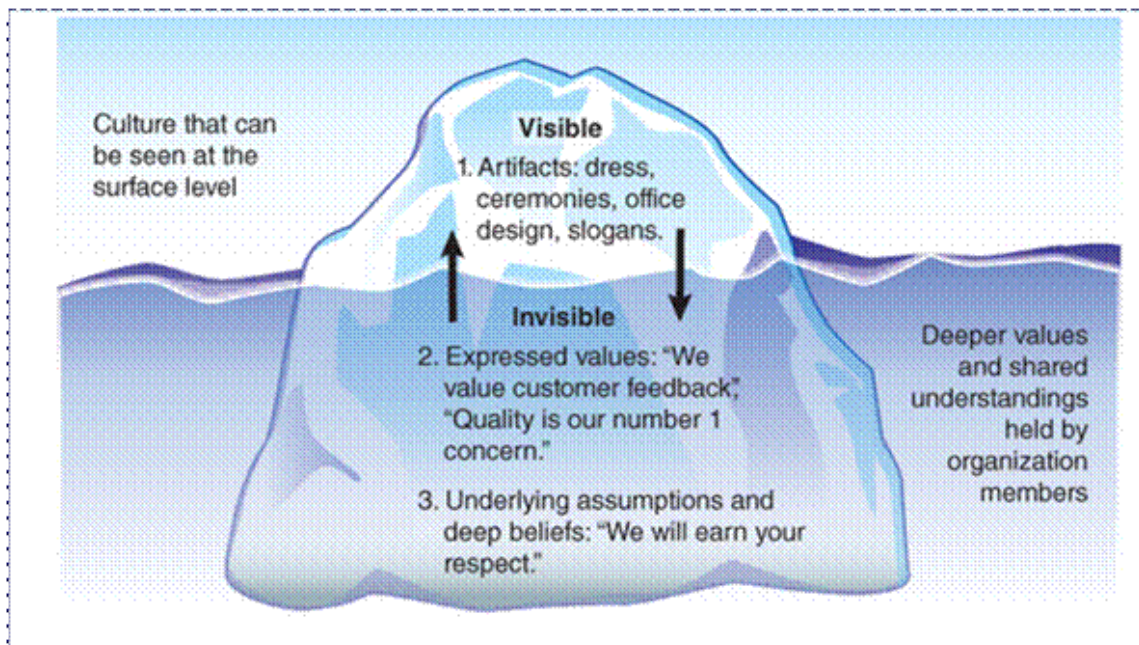 Culture that can
be seen at the
surface level
Visible
1. Artifacts: dress,
ceremonies, office
design, slogans.
Invisible
2. Expressed values: “We
value customer feedback”,
“Quality is our number 1
concern.”
3. Underlying assumptions and
deep beliefs: “We will earn your
respect.”
Deeper values
and shared
understandings
held by
organization
members